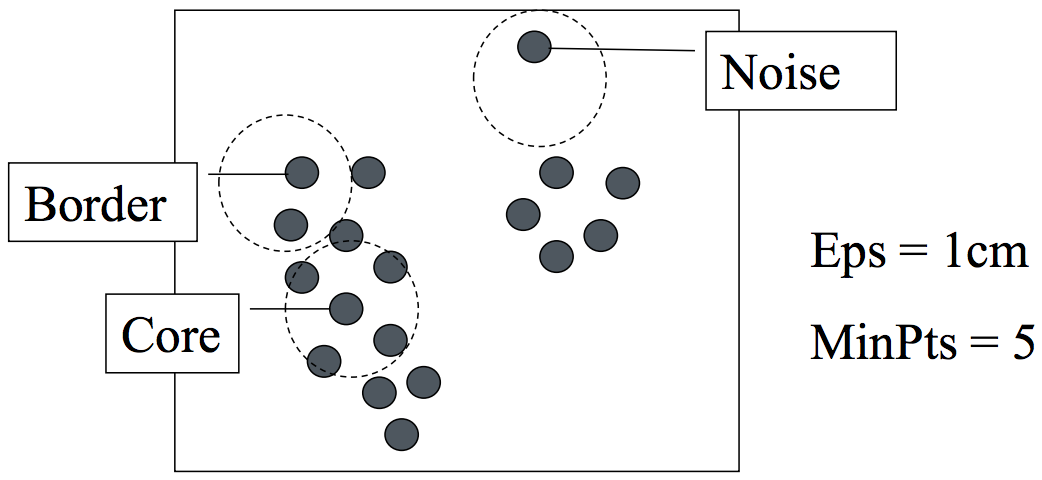 Noise
Border
Eps = 1cm
Core
MinPts = 5